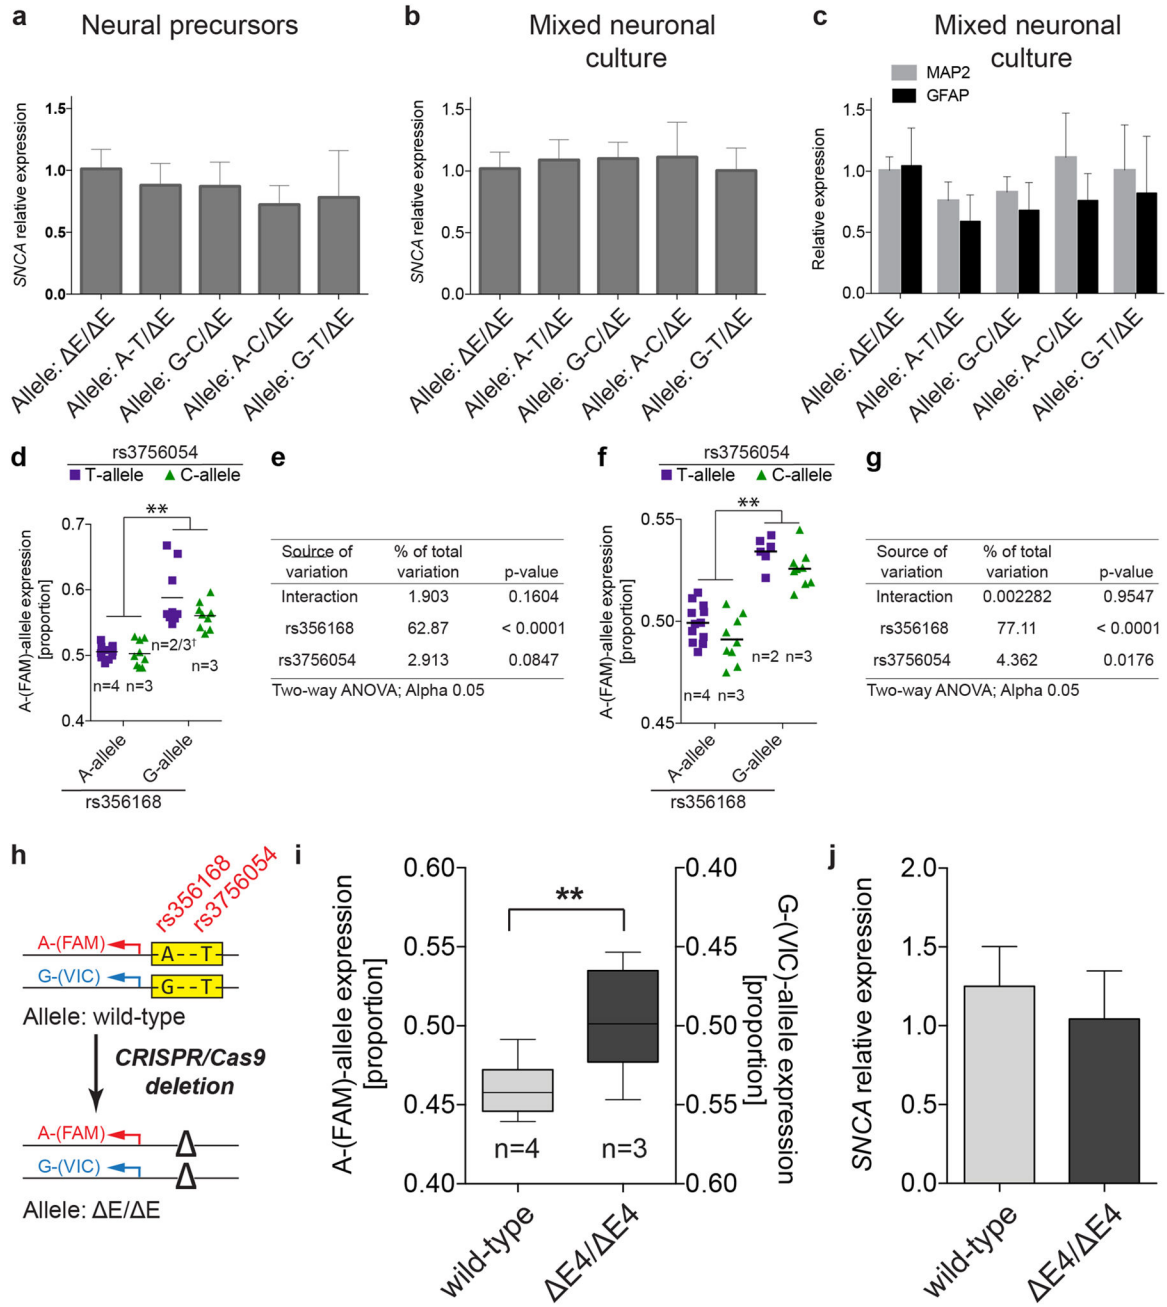 a
Neural precursors
SNCA relative expression
1.5
1.0
0.5
0.0
Allele: ΔE/ΔE
Allele: A-T/ΔE
Allele: G-C/ΔE
Allele: A-C/ΔE
Allele: G-T/ΔE
b
Mixed neuronal
culture
SNCA relative expression
1.5
1.0
0.5
0.0
Allele: ΔE/ΔE
Allele: A-T/ΔE
Allele: G-C/ΔE
Allele: A-C/ΔE
Allele: G-T/ΔE
c
Mixed neuronal
culture
MAP2
GFAP
Relative expression
1.5
1.0
0.5
0.0
Allele: ΔE/ΔE
Allele: A-T/ΔE
Allele: G-C/ΔE
Allele: A-C/ΔE
Allele: G-T/ΔE
d
rs3756054
T-allele C-allele
A-(FAM)-allele expression
[proportion]
0.7
0.6
0.5
0.4
**
n=4 n=3
n=2/3†
n=3
A-allele
G-allele
rs356168
e
Source of % of total
variation variation p-value
Interaction 1.903 0.1604
rs356168 62.87 < 0.0001
rs3756054 2.913 0.0847
Two-way ANOVA; Alpha 0.05
f
rs3756054
T-allele C-allele
A-(FAM)-allele expression
[proportion]
0.55
0.50
0.45
**
n=4 n=3
n=2 n=3
A-allele
G-allele
rs356168
g
Source of % of total
variation variation p-value
Interaction 0.002282 0.9547
rs356168 77.11 < 0.0001
rs3756054 4.362 0.0176
Two-way ANOVA; Alpha 0.05
h
rs356168
rs3756054
A-(FAM)
A--T
G-(VIC)
G--T
Allele: wild-type
CRISPR/Cas9
deletion
A-(FAM)
Δ
G-(VIC)
Δ
Allele: ΔE/ΔE
i
A-(FAM)-allele expression
[proportion]
0.60
0.55
0.50
0.45
0.40
**
n=4
n=3
0.40
0.45
0.50
0.55
0.60
G-(VIC)-allele expression
[proportion]
wild-type
ΔE4/ΔE4
j
SNCA relative expression
2.0
1.5
1.0
0.5
0.0
wild-type
ΔE4/ΔE4